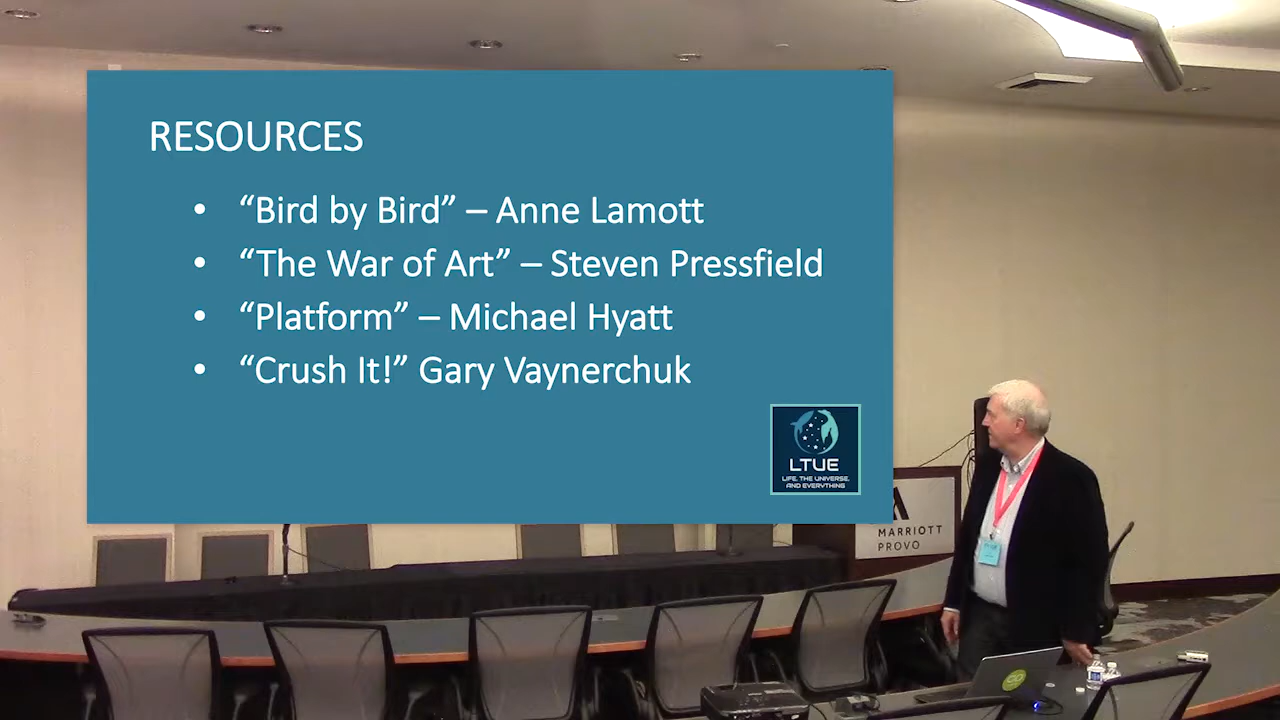 RESOURCES
• “Bird by Bird” – Anne Lamott
• “The War of Art” – Steven Pressfield
• “Platform” – Michael Hyatt
• “Crush It!” Gary Vaynerchuk
LTUE
LIFE, THE UNIVERSE,
AND EVERYTHING
MARRIOTT
PROVO